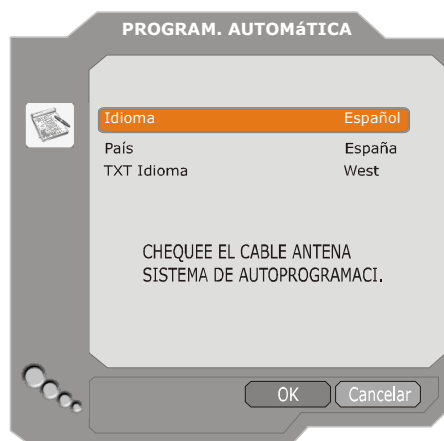 PROGRAM. AUTOMáTICA
Idioma Español
País España
TXT Idioma West
CHEQUEE EL CABLE ANTENA
SISTEMA DE AUTOPROGRAMACI.
OK Cancelar